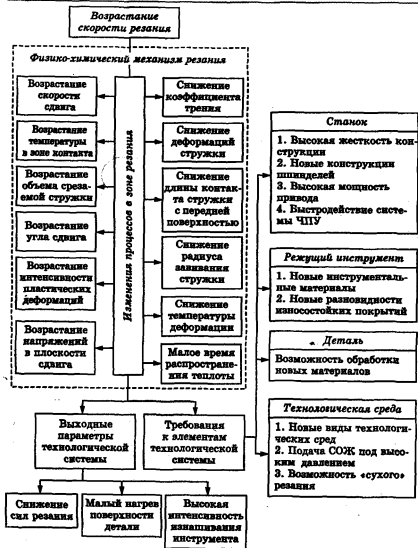 Возрастание
скорости резания
Физико-химический механизм резания
Изменения процессов в зоне резания
Возрастание
скорости
сдвига
Возрастание
температуры
в зоне контакта
Возрастание
объема среза-
емой стружки
Возрастание
угла сдвига
Возрастание
интенсивности
пластических
деформаций
Возрастание
напряжений
в плоскости
сдвига
Снижение
коэффициента
трения
Снижение
деформаций
стружки
Снижение
длины контак-
та стружки
с передней
поверхностью
Снижение
радиуса
завивания
стружки
Снижение
температуры
деформации
Малое время
распростране-
ния теплоты
Станок
1. Высокая жесткость кон-
струкции
2. Новые конструкции
шпинделей
3. Высокая мощность
привода
4. Быстродействие систе-
мы ЧПУ
Режущий инструмент
1. Новые инструменталь-
ные материалы
2. Новые разновидности
износостойких покрытий
Деталь
Возможность обработки
новых материалов
Технологическая среда
1. Новые виды технологи-
ческих сред
2. Подача СОЖ под высо-
ким давлением
3. Возможность «сухого»
резания
Выходные
параметры
технологической
системы
Требования
к элементам
технологической
системы
Снижение
сил резания
Малый нагрев
поверхности
детали
Высокая
интенсивность
изнашивания
инструмента